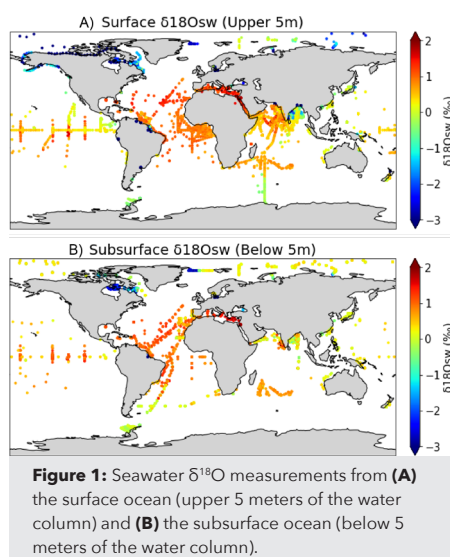 A) Surface δ18Osw (Upper 5m)
2
1
0
−1
−2
−3
δ18Osw (‰)
B) Subsurface δ18Osw (Below 5m)
2
1
0
−1
−2
−3
δ18Osw (‰)
Figure 1: Seawater δ¹⁸O measurements from (A)
the surface ocean (upper 5 meters of the water
column) and (B) the subsurface ocean (below 5
meters of the water column).